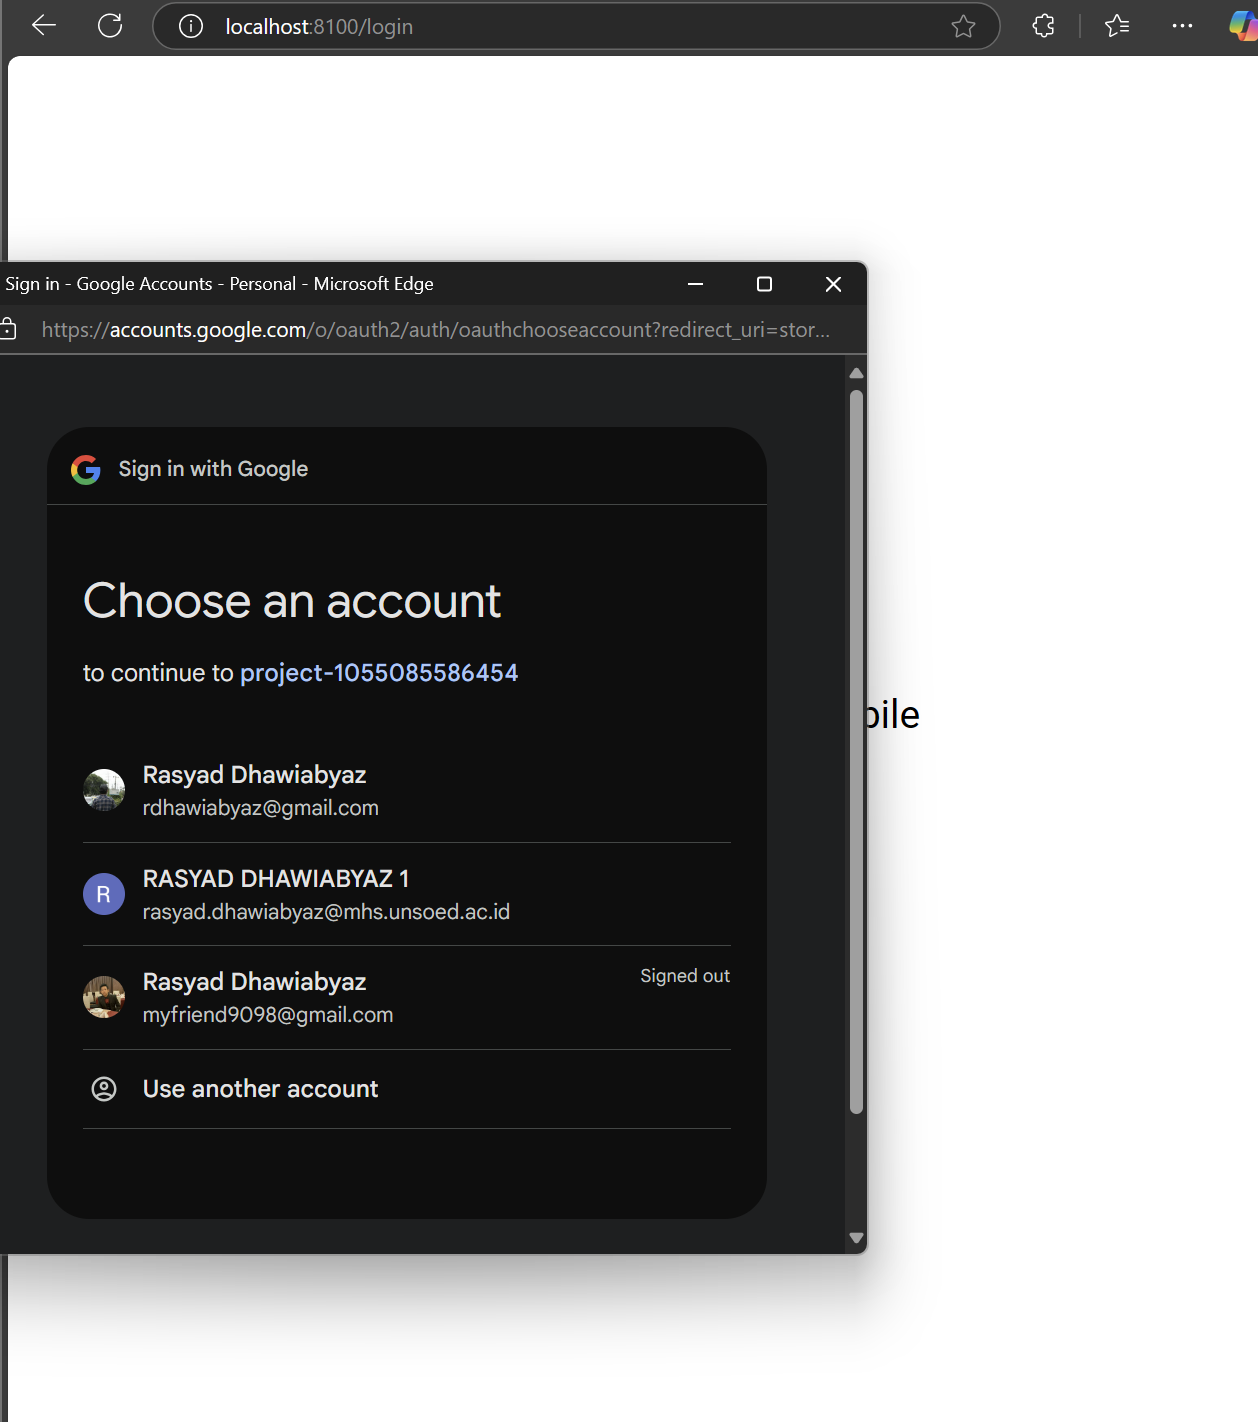 localhost:8100/login
Sign in - Google Accounts - Personal - Microsoft Edge
https://accounts.google.com/o/oauth2/auth/oauthchooseaccount?redirect_uri=stor...
Sign in with Google
Choose an account
to continue to project-1055085586454
bile
Rasyad Dhawiabyaz
rdhawiabyaz@gmail.com
RASYAD DHAWIABYAZ 1
R
rasyad.dhawiabyaz@mhs.unsoed.ac.id
Rasyad Dhawiabyaz
Signed out
myfriend9098@gmail.com
Use another account